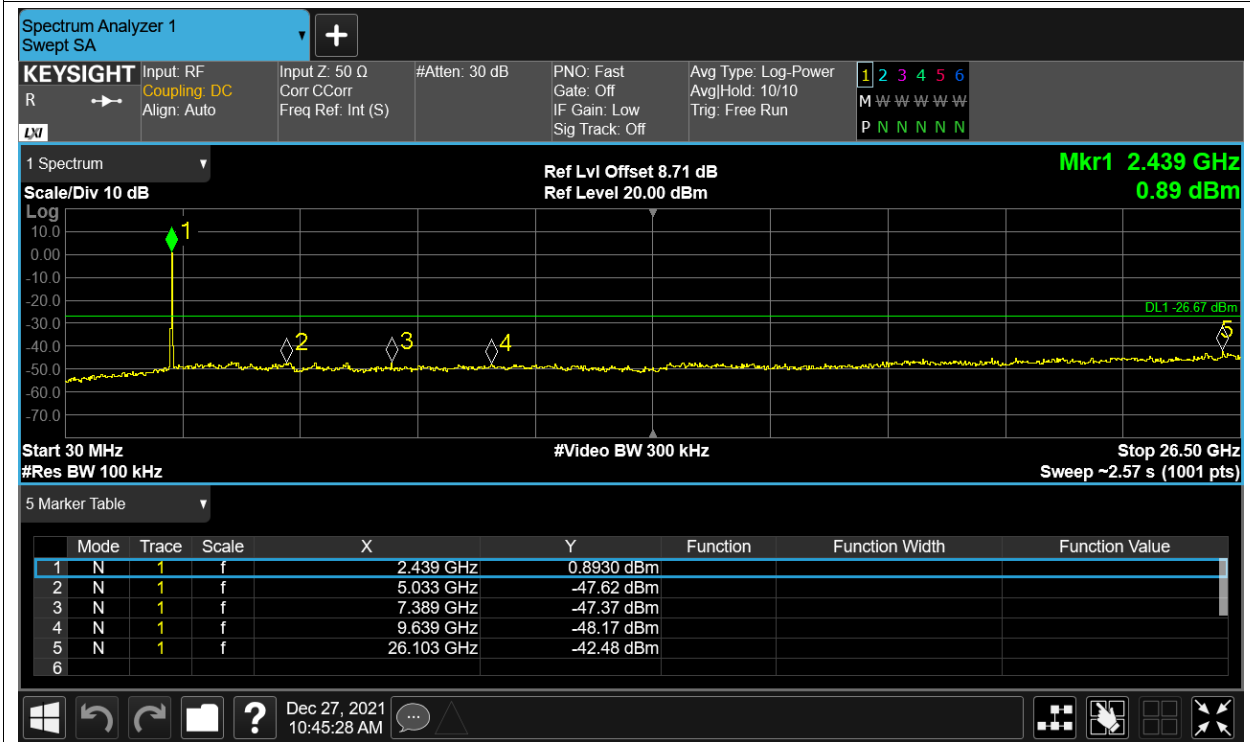 Spectrum Analyzer 1
Swept SA
KEYSIGHT Input: RF Input Z: 50 Ω #Atten: 30 dB PNO: Fast Avg Type: Log-Power 1 2 3 4 5 6
R Coupling: DC Corr CCorr Gate: Off Avg|Hold: 10/10 M W W W W W
Align: Auto Freq Ref: Int (S) IF Gain: Low Trig: Free Run
LXI Sig Track: Off P N N N N N
1 Spectrum Ref Lvl Offset 8.71 dB Mkr1 2.439 GHz
Scale/Div 10 dB Ref Level 20.00 dBm 0.89 dBm
Log
10.0 1
0.00
-10.0
-20.0 DL1 -26.67 dBm
-30.0
-40.0 2 3 4 5
-50.0
-60.0
-70.0
Start 30 MHz #Video BW 300 kHz Stop 26.50 GHz
#Res BW 100 kHz Sweep ~2.57 s (1001 pts)
5 Marker Table
Mode Trace Scale X Y Function Function Width Function Value
1 N 1 f 2.439 GHz 0.8930 dBm
2 N 1 f 5.033 GHz -47.62 dBm
3 N 1 f 7.389 GHz -47.37 dBm
4 N 1 f 9.639 GHz -48.17 dBm
5 N 1 f 26.103 GHz -42.48 dBm
6
? Dec 27, 2021
10:45:28 AM